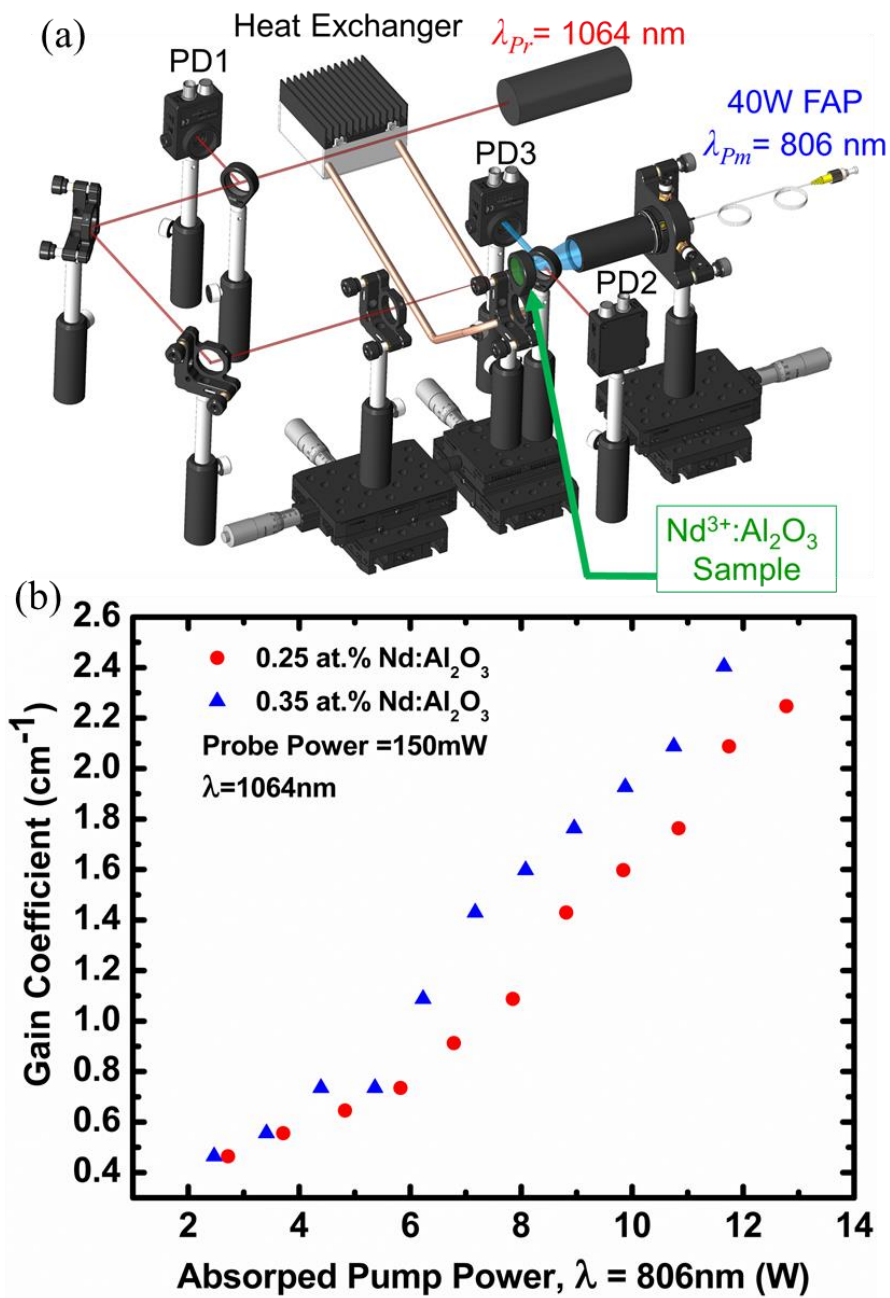 (a)
Heat Exchanger
λPr= 1064 nm
PD1
40W FAP
λPm= 806 nm
PD3
PD2
Nd³⁺:Al₂O₃
Sample
(b)
2.6
2.4
2.2
2.0
1.8
1.6
1.4
1.2
1.0
0.8
0.6
0.4
Gain Coefficient (cm⁻¹)
0.25 at.% Nd:Al₂O₃
0.35 at.% Nd:Al₂O₃
Probe Power =150mW
λ=1064nm
2 4 6 8 10 12 14
Absorped Pump Power, λ = 806nm (W)